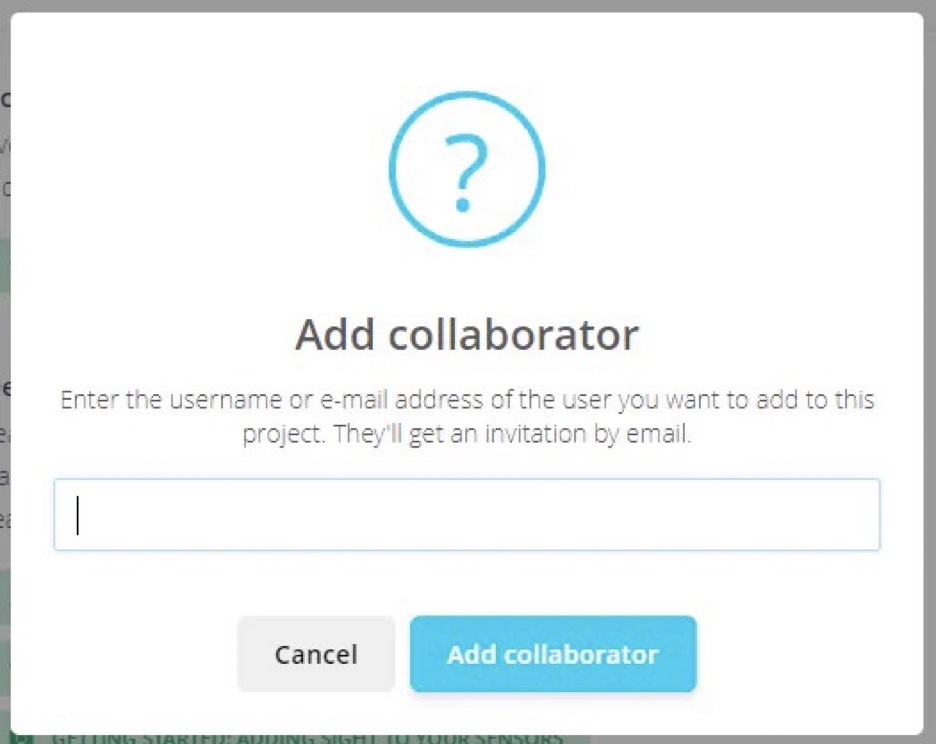 ?
Add collaborator
Enter the username or e-mail address of the user you want to add to this
project. They'll get an invitation by email.
Cancel
Add collaborator
GETTING STARTED: ADDING SIGHT TO YOUR SENSORS